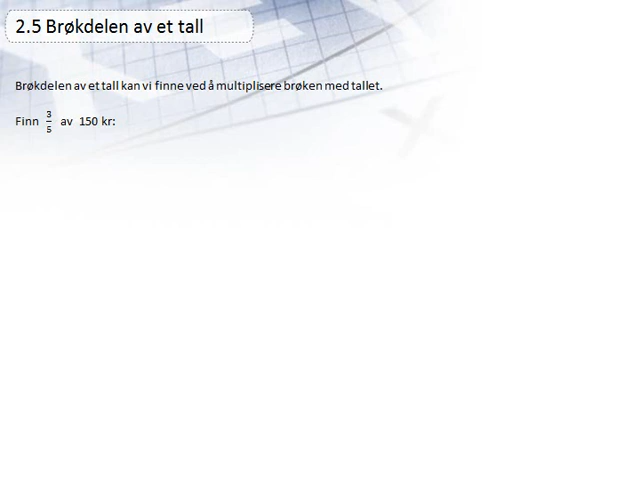 2.5 Brøkdelen av et tall
Brøkdelen av et tall kan vi finne ved å multiplisere brøken med tallet.
Finn 3/5 av 150 kr: